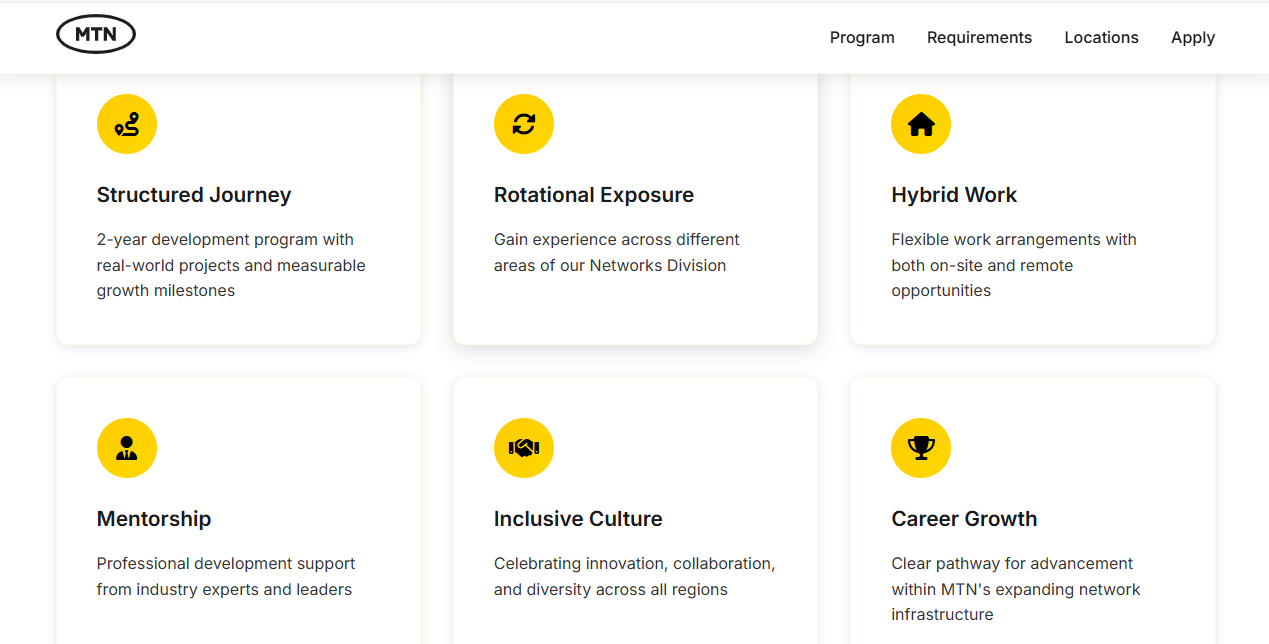 MTN
Program
Requirements
Locations
Apply
Structured Journey
2-year development program with
real-world projects and measurable
growth milestones
Rotational Exposure
Gain experience across different
areas of our Networks Division
Hybrid Work
Flexible work arrangements with
both on-site and remote
opportunities
Mentorship
Professional development support
from industry experts and leaders
Inclusive Culture
Celebrating innovation, collaboration,
and diversity across all regions
Career Growth
Clear pathway for advancement
within MTN's expanding network
infrastructure